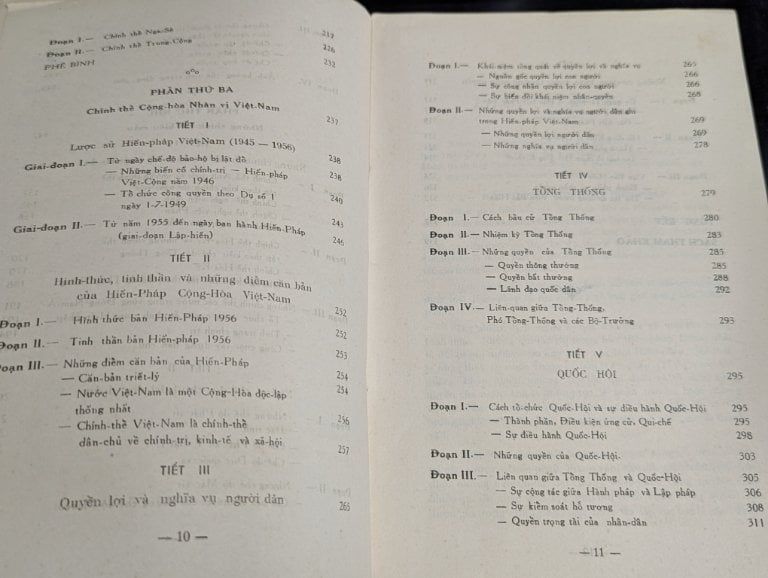 Đoạn I.— Chính thể Nga-Sô 217
Đoạn II.— Chính thể Trung-Cộng 226
PHÊ BÌNH 232
PHẦN THỨ BA
Chính thể Cộng-hòa Nhân vị Việt-Nam 237
TIẾT I
Lược sử Hiến-pháp Việt-Nam (1945 — 1956)
Giai-đoạn I.— Từ ngày chế-độ bảo-hộ bị lật đổ 238
— Những biến cố chính-trị — Hiến-pháp
Việt-Cộng năm 1946 238
— Tổ chức công quyền theo Dụ số 1
ngày 1-7-1949 240
Giai-đoạn II.— Từ năm 1955 đến ngày ban hành Hiến-Pháp 243
(giai-đoạn Lập-hiến) 246
TIẾT II
Hình-thức, tinh thần và những điểm căn bản
của Hiến-Pháp Cộng-Hòa Việt-Nam 252
Đoạn I.— Hình thức bản Hiến-Pháp 1956 252
Đoạn II.— Tinh thần bản Hiến-pháp 1956 253
Đoạn III.— Những điểm căn bản của Hiến-Pháp 254
— Căn-bản triết-lý 254
— Nước Việt-Nam là một Cộng-Hòa độc-lập
thống nhất 256
— Chính-thể Việt-Nam là chính-thể
dân-chủ về chính-trị, kinh-tế và xã-hội 257
TIẾT III
Quyền lợi và nghĩa vụ người dân 265
— 10 —
Đoạn I.— Khái niệm tổng quát về quyền lợi và nghĩa vụ 265
— Nguồn gốc quyền lợi con người 266
— Sự công nhận quyền lợi con người 266
— Sự biến đổi khái niệm nhân-quyền 268
Đoạn II.— Những quyền lợi và nghĩa vụ người dân ghi
trong Hiến-pháp Việt-Nam 269
— Những quyền lợi người dân 269
— Những nghĩa vụ người dân 278
TIẾT IV
TỔNG THỐNG 279
Đoạn I.— Cách bầu cử Tổng Thống 280
Đoạn II.— Nhiệm kỳ Tổng Thống 283
Đoạn III.— Những quyền của Tổng Thống 285
— Quyền thông thường 285
— Quyền bất thường 288
— Lãnh đạo quốc dân 292
Đoạn IV.— Liên-quan giữa Tổng-Thống,
Phó Tổng-Thống và các Bộ-Trưởng 293
TIẾT V
QUỐC HỘI 295
Đoạn I.— Cách tổ-chức Quốc-Hội và sự điều hành Quốc-Hội 295
— Thành phần, Điều kiện ứng cử, Qui-chế 295
— Sự điều hành Quốc-Hội 298
Đoạn II.— Những quyền của Quốc-Hội. 303
Đoạn III.— Liên quan giữa Tổng Thống và Quốc-Hội 305
— Sự cộng tác giữa Hành pháp và Lập pháp 306
— Sự kiểm soát hỗ tương 308
— Quyền trọng tài của nhân-dân 311
— 11 —